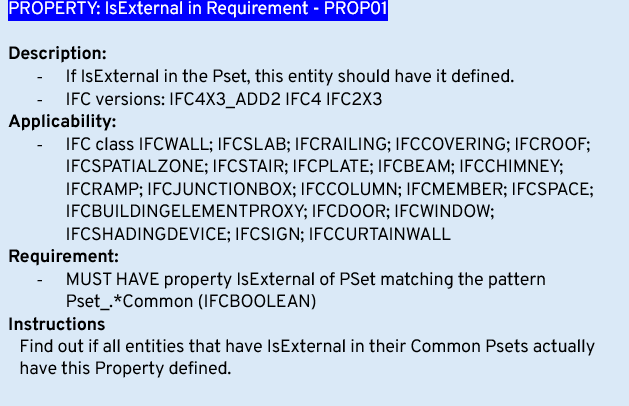 PROPERTY: IsExternal in Requirement - PROP01
Description:
- If IsExternal in the Pset, this entity should have it defined.
- IFC versions: IFC4X3_ADD2 IFC4 IFC2X3
Applicability:
- IFC class IFCWALL; IFCSLAB; IFCRAILING; IFCCOVERING; IFCROOF;
IFCSPATIALZONE; IFCSTAIR; IFCPLATE; IFCBEAM; IFCCHIMNEY;
IFCRAMP; IFCJUNCTIONBOX; IFCCOLUMN; IFCMEMBER; IFCSPACE;
IFCBUILDINGELEMENTPROXY; IFCDOOR; IFCWINDOW;
IFCSHADINGDEVICE; IFCSIGN; IFCCURTAINWALL
Requirement:
- MUST HAVE property IsExternal of PSet matching the pattern
Pset_.*Common (IFCBOOLEAN)
Instructions
Find out if all entities that have IsExternal in their Common Psets actually
have this Property defined.